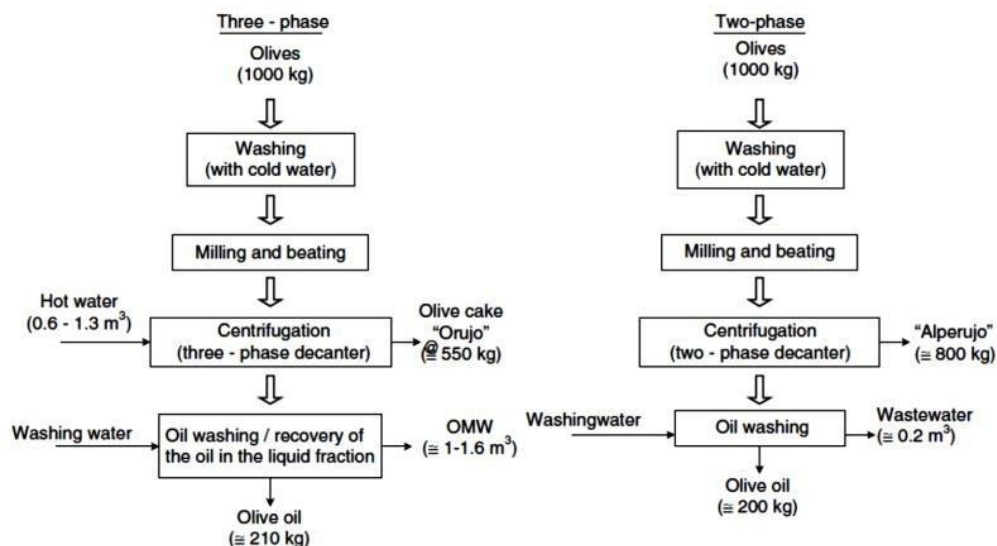 Three - phase
Olives
(1000 kg)
Washing
(with cold water)
Milling and beating
Hot water
(0.6 - 1.3 m³)
Centrifugation
(three - phase decanter)
Olive cake
“Orujo”
@
(≅ 550 kg)
Washing water
Oil washing / recovery of
the oil in the liquid fraction
OMW
(≅ 1-1.6 m³)
Olive oil
(≅ 210 kg)
Two-phase
Olives
(1000 kg)
Washing
(with cold water)
Milling and beating
Centrifugation
(two - phase decanter)
“Alperujo”
(≅ 800 kg)
Washingwater
Oil washing
Wastewater
(≅ 0.2 m³)
Olive oil
(≅ 200 kg)